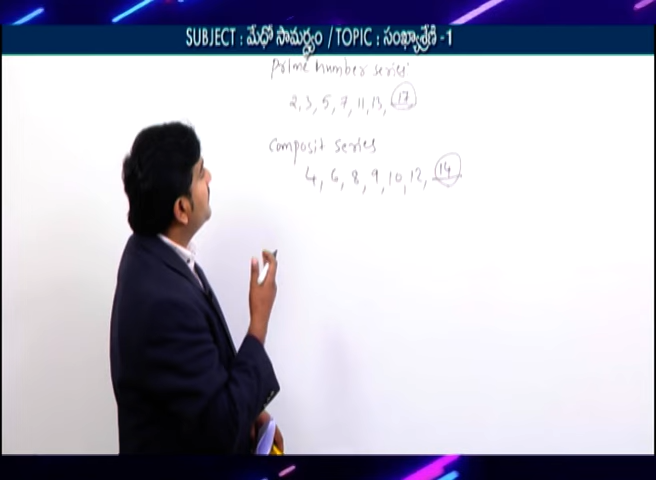 SUBJECT : మేధో సామర్ధ్యం / TOPIC : సంఖ్యాశ్రేణి -1
Prime number series
2, 3, 5, 7, 11, 13, 17
Composit series
4, 6, 8, 9, 10, 12, 14